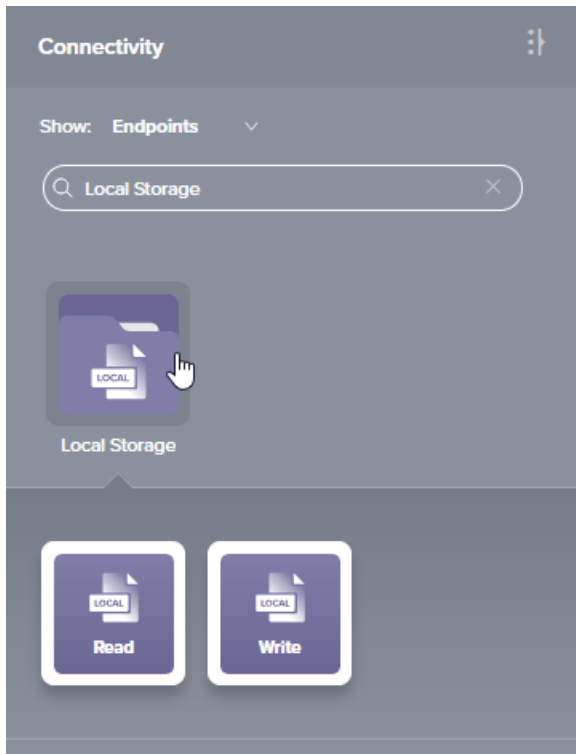 Connectivity
Show: Endpoints
Local Storage
LOCAL
Local Storage
LOCAL
Read
LOCAL
Write